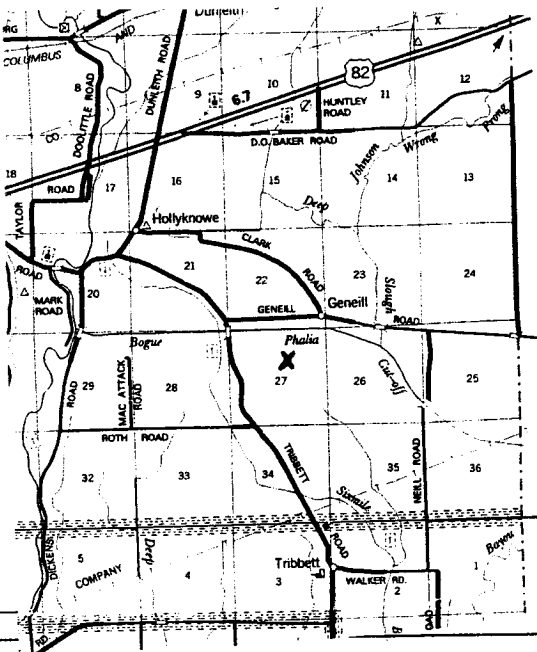 Dunleith
RG
X
AND
COLUMBUS
DUNLEITH ROAD
82
8
9
10
6.7
11
12
DOOLITTLE ROAD
HUNTLEY
ROAD
D.O. BAKER ROAD
Johnson
Wrong
Prong
18
ROAD
17
16
15
Deep
14
13
TAYLOR
Hollyknowe
CLARK
ROAD
21
22
23
24
ROAD
MARK
ROAD
20
GENEILL
Geneill
Slough
ROAD
Bogue
Phalia
X
Cut-off
29
MAC ATTACK
ROAD
28
27
26
25
ROAD
ROTH ROAD
TRIBBETT
NEILL ROAD
32
33
34
35
36
Sixmile
ROAD
DICKENS
5
COMPANY
Deep
4
3
Tribbett
WALKER RD.
2
1
Bayou
DAD
B
RD